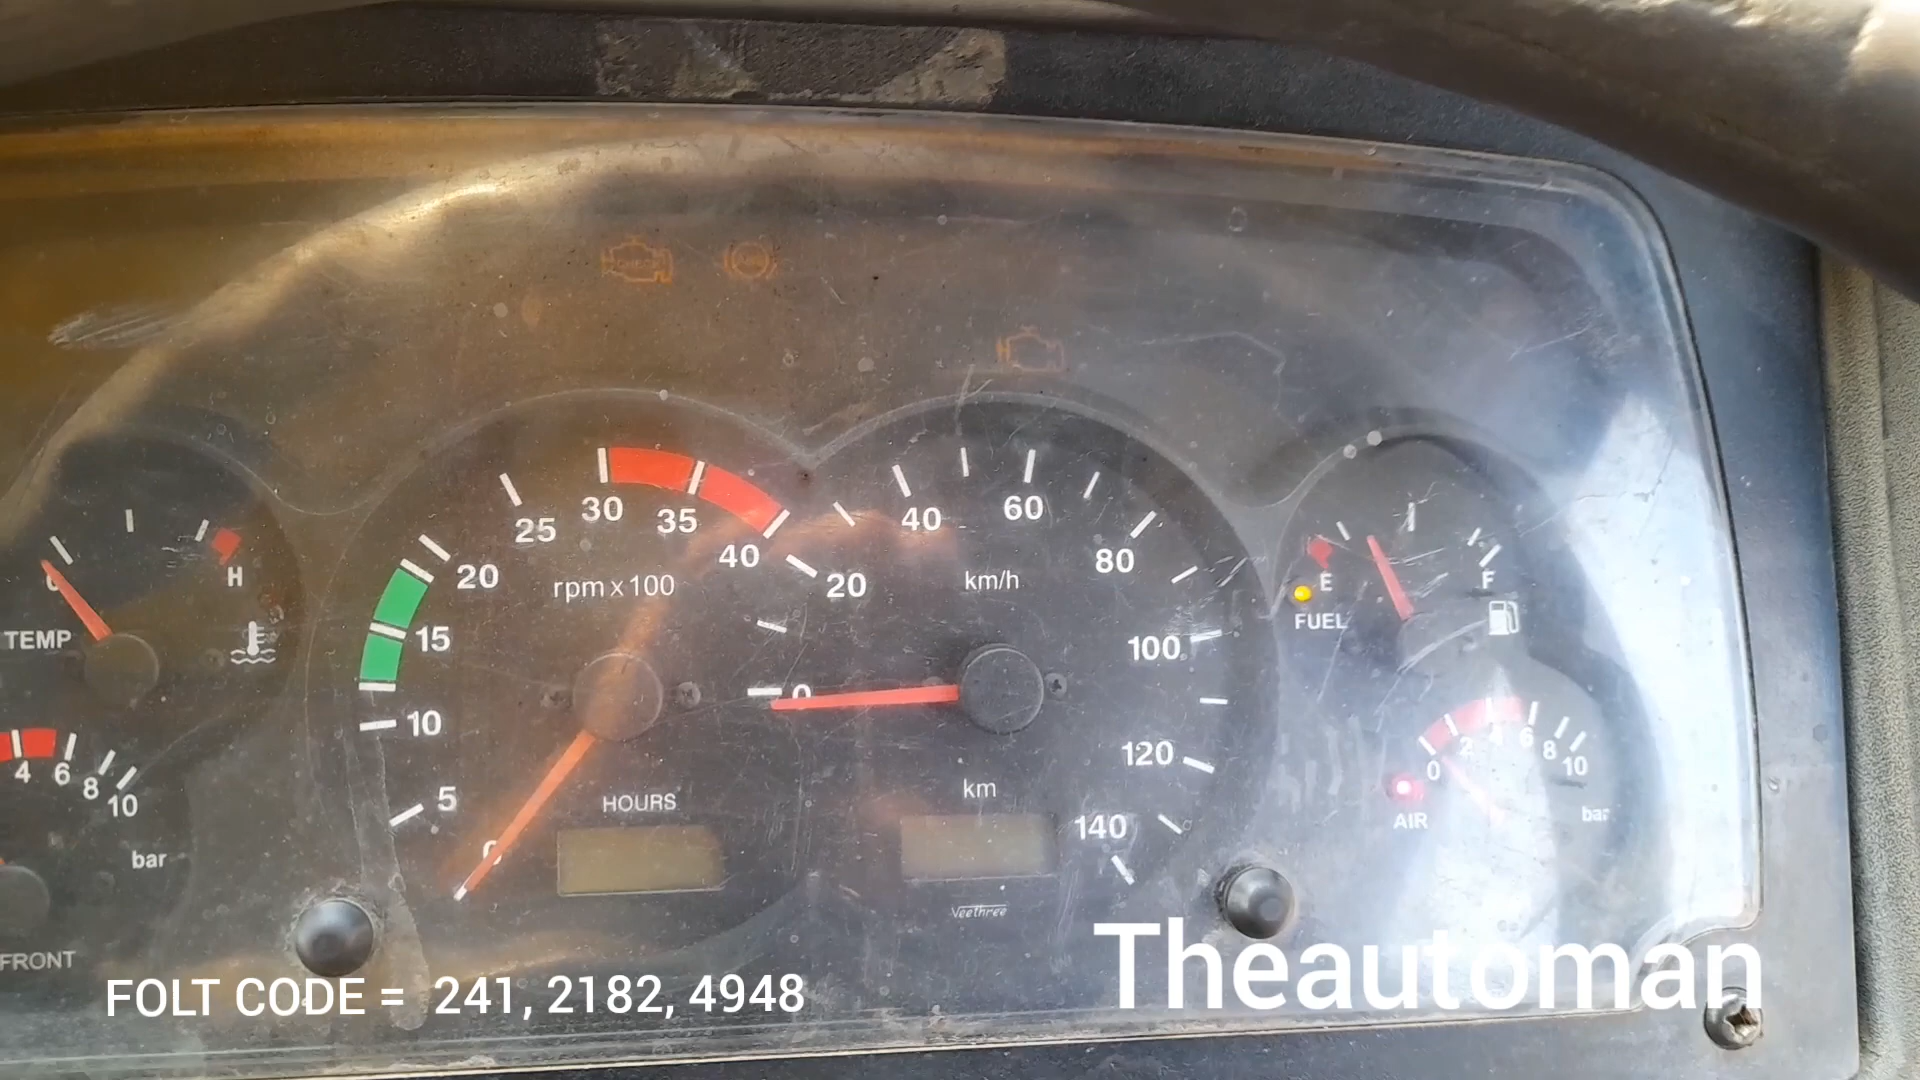 25
30
35
40
20
15
10
5
0
rpm x 100
HOURS
0
20
40
60
80
100
120
140
km/h
km
Veethree
H
TEMP
4
6
8
10
bar
FRONT
E
F
FUEL
0
2
4
6
8
10
bar
AIR
FOLT CODE = 241, 2182, 4948
Theautoman